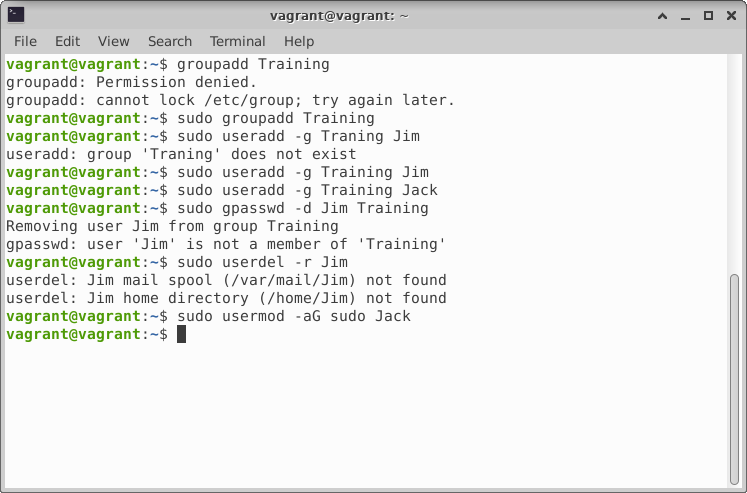 vagrant@vagrant: ~
File Edit View Search Terminal Help
vagrant@vagrant:~$ groupadd Training
groupadd: Permission denied.
groupadd: cannot lock /etc/group; try again later.
vagrant@vagrant:~$ sudo groupadd Training
vagrant@vagrant:~$ sudo useradd -g Traning Jim
useradd: group 'Traning' does not exist
vagrant@vagrant:~$ sudo useradd -g Training Jim
vagrant@vagrant:~$ sudo useradd -g Training Jack
vagrant@vagrant:~$ sudo gpasswd -d Jim Training
Removing user Jim from group Training
gpasswd: user 'Jim' is not a member of 'Training'
vagrant@vagrant:~$ sudo userdel -r Jim
userdel: Jim mail spool (/var/mail/Jim) not found
userdel: Jim home directory (/home/Jim) not found
vagrant@vagrant:~$ sudo usermod -aG sudo Jack
vagrant@vagrant:~$